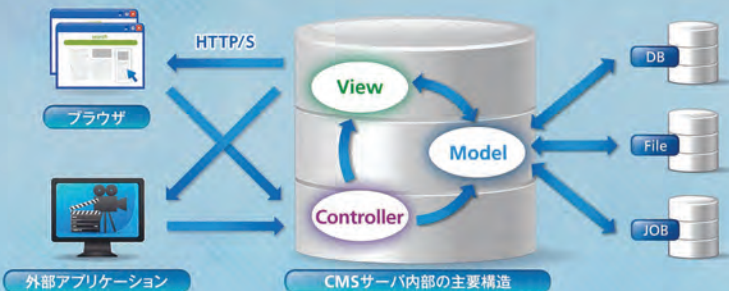 HTTP/S
ブラウザ
外部アプリケーション
View
Model
Controller
CMSサーバ内部の主要構造
DB
File
JOB